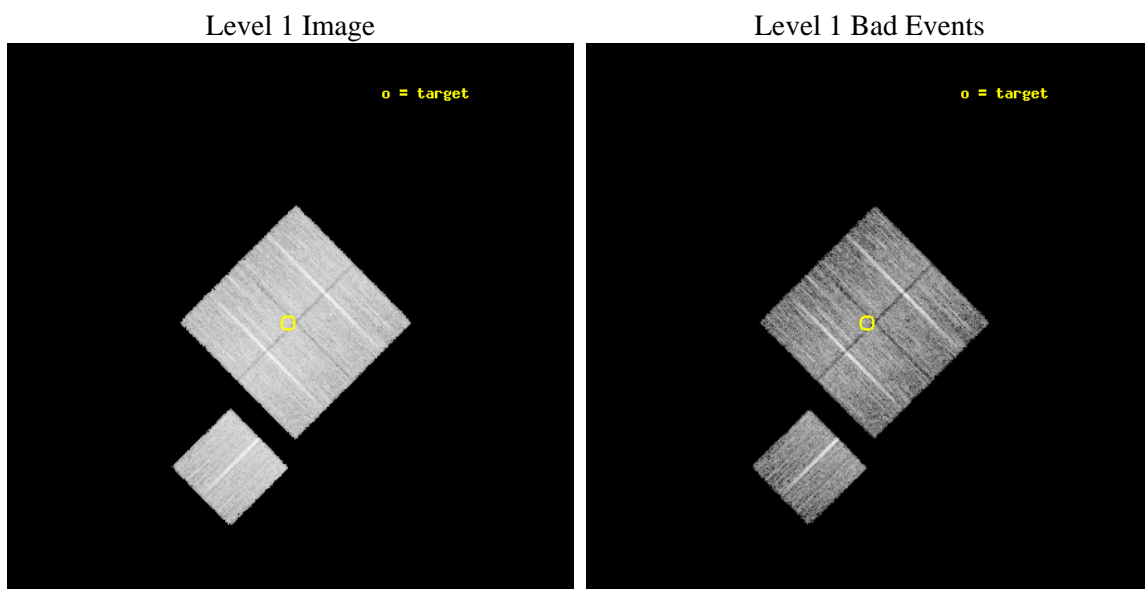 Level 1 Image
Level 1 Bad Events
o = target
o = target